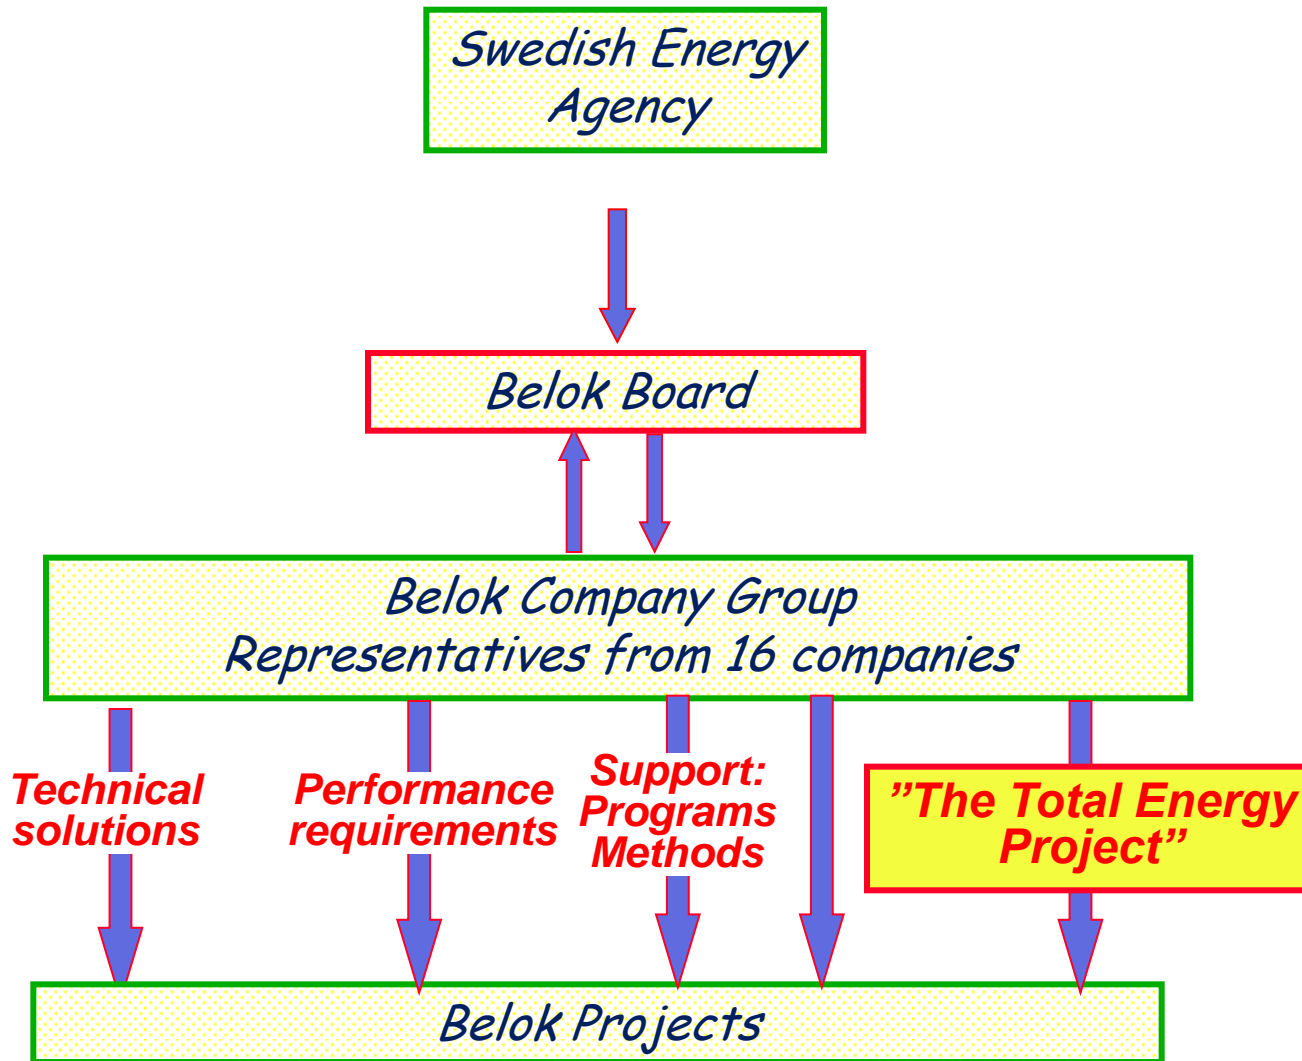 Swedish Energy
Agency
Belok Board
Belok Company Group
Representatives from 16 companies
Technical
solutions
Performance
requirements
Support:
Programs
Methods
”The Total Energy
Project”
Belok Projects